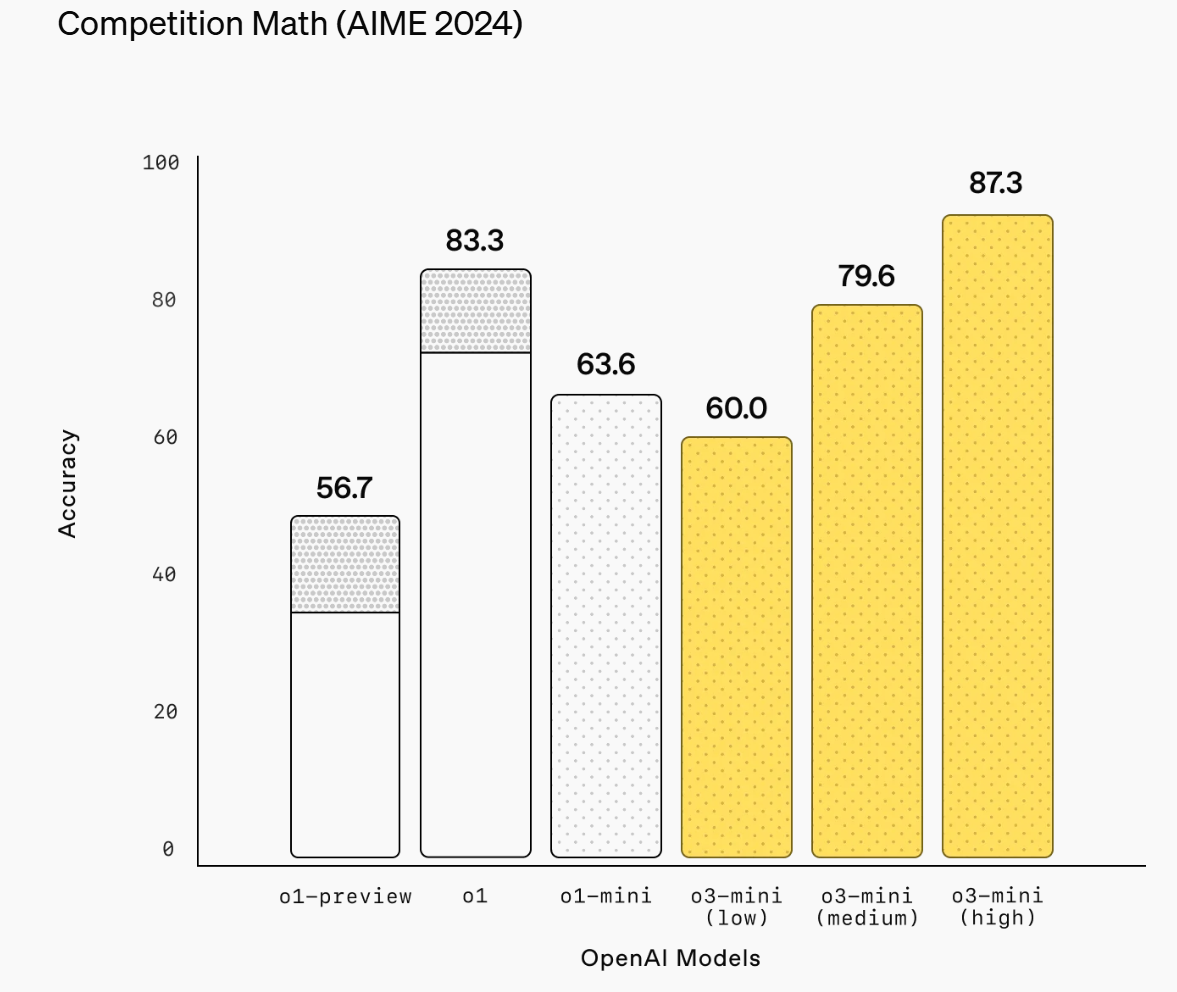 Competition Math (AIME 2024)
Accuracy
100
80
60
40
20
0
56.7
83.3
63.6
60.0
79.6
87.3
o1-preview
o1
o1-mini
o3-mini
(low)
o3-mini
(medium)
o3-mini
(high)
OpenAI Models